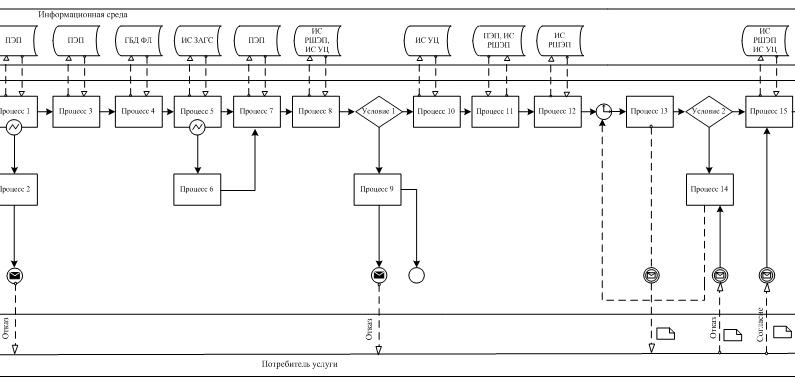 Информационная среда
ПЭП
ПЭП
ГБД ФЛ
ИС ЗАГС
ПЭП
ИС
РШЭП,
ИС УЦ
ИС УЦ
ПЭП, ИС
РШЭП
ИС
РШЭП
ИС
РШЭП
ИС УЦ
Процесс 1
Процесс 3
Процесс 4
Процесс 5
Процесс 7
Процесс 8
Условие 1
Процесс 10
Процесс 11
Процесс 12
Процесс 13
Условие 2
Процесс 15
Процесс 2
Процесс 6
Процесс 9
Процесс 14
Отказ
Отказ
Отказ
Согласие
Потребитель услуги